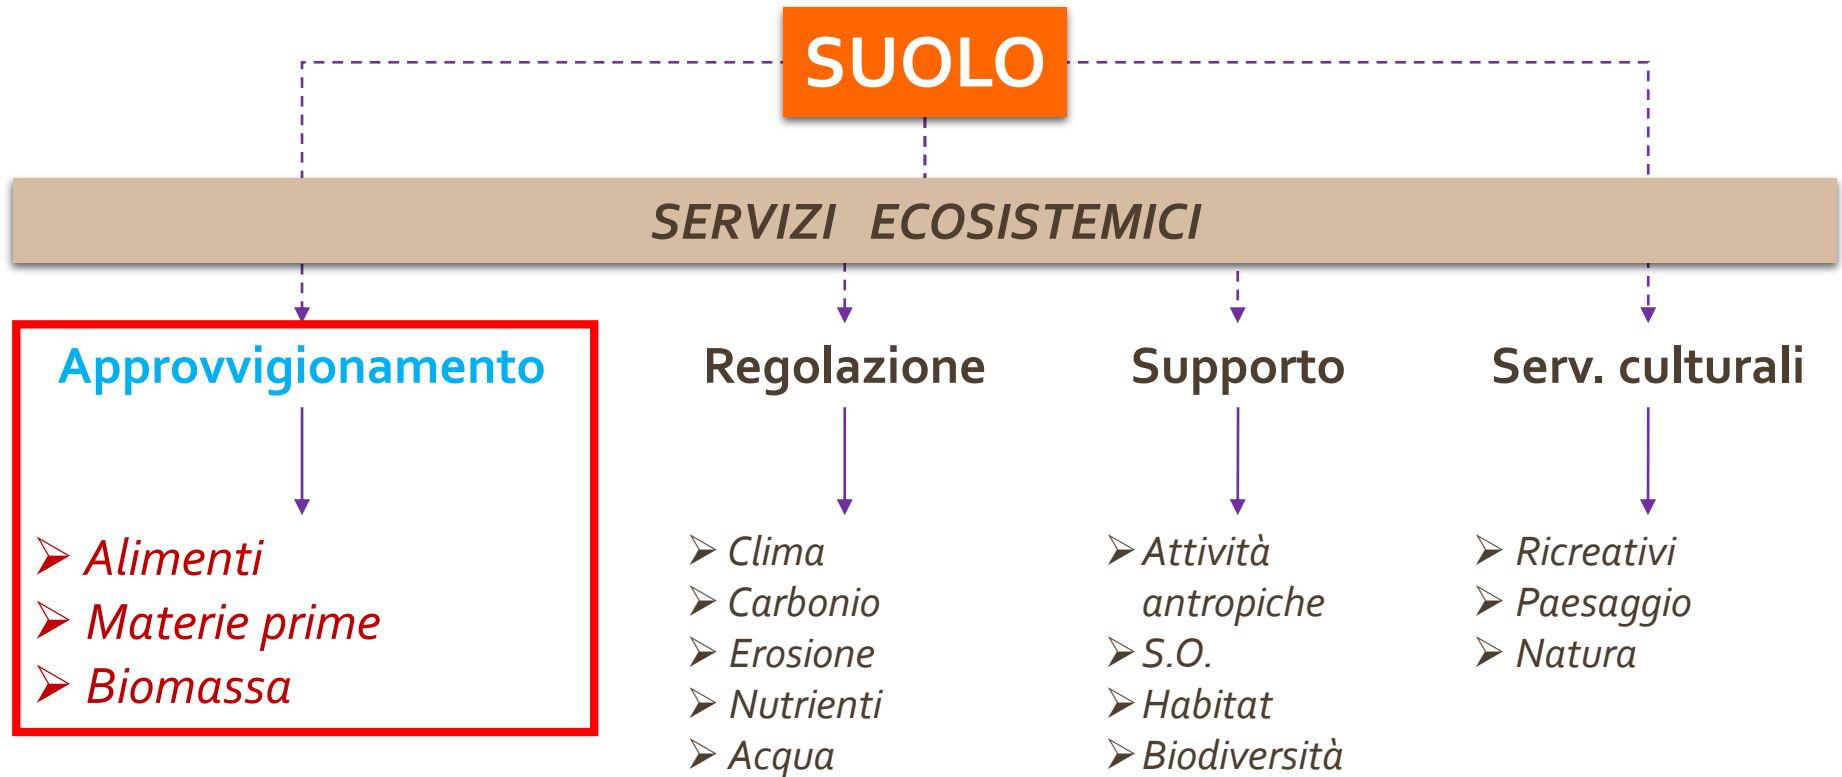 SUOLO
SERVIZI ECOSISTEMICI
Approvvigionamento
➢ Alimenti
➢ Materie prime
➢ Biomassa
Regolazione
➢ Clima
➢ Carbonio
➢ Erosione
➢ Nutrienti
➢ Acqua
Supporto
➢ Attività
antropiche
➢ S.O.
➢ Habitat
➢ Biodiversità
Serv. culturali
➢ Ricreativi
➢ Paesaggio
➢ Natura